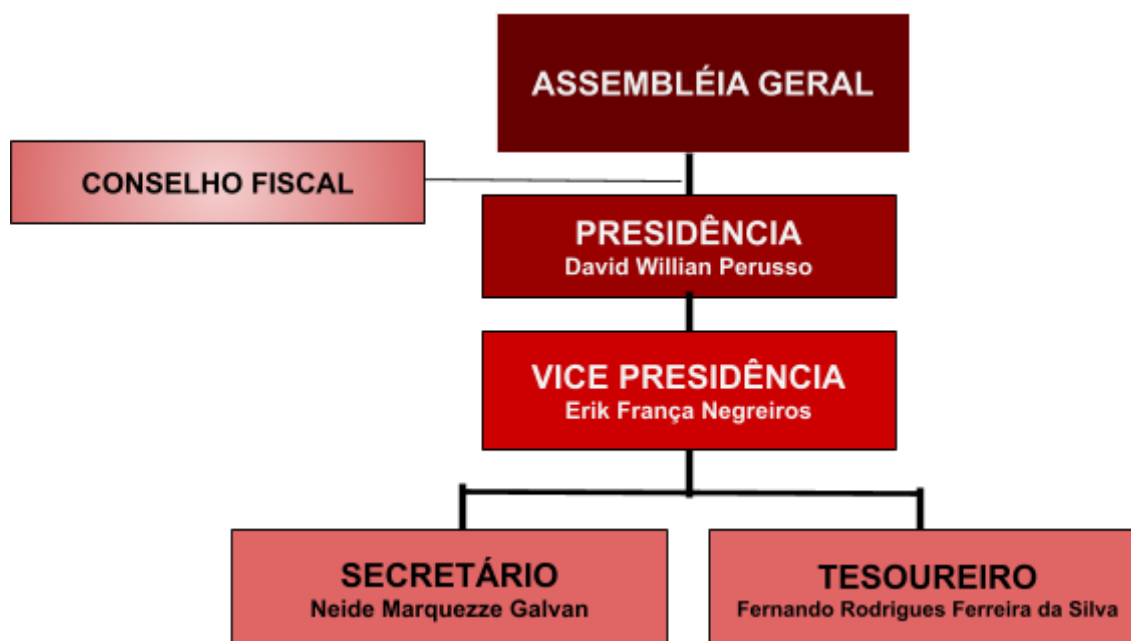 ASSEMBLÉIA GERAL
CONSELHO FISCAL
PRESIDÊNCIA
David Willian Perusso
VICE PRESIDÊNCIA
Erik França Negreiros
SECRETÁRIO
Neide Marquezze Galvan
TESOUREIRO
Fernando Rodrigues Ferreira da Silva